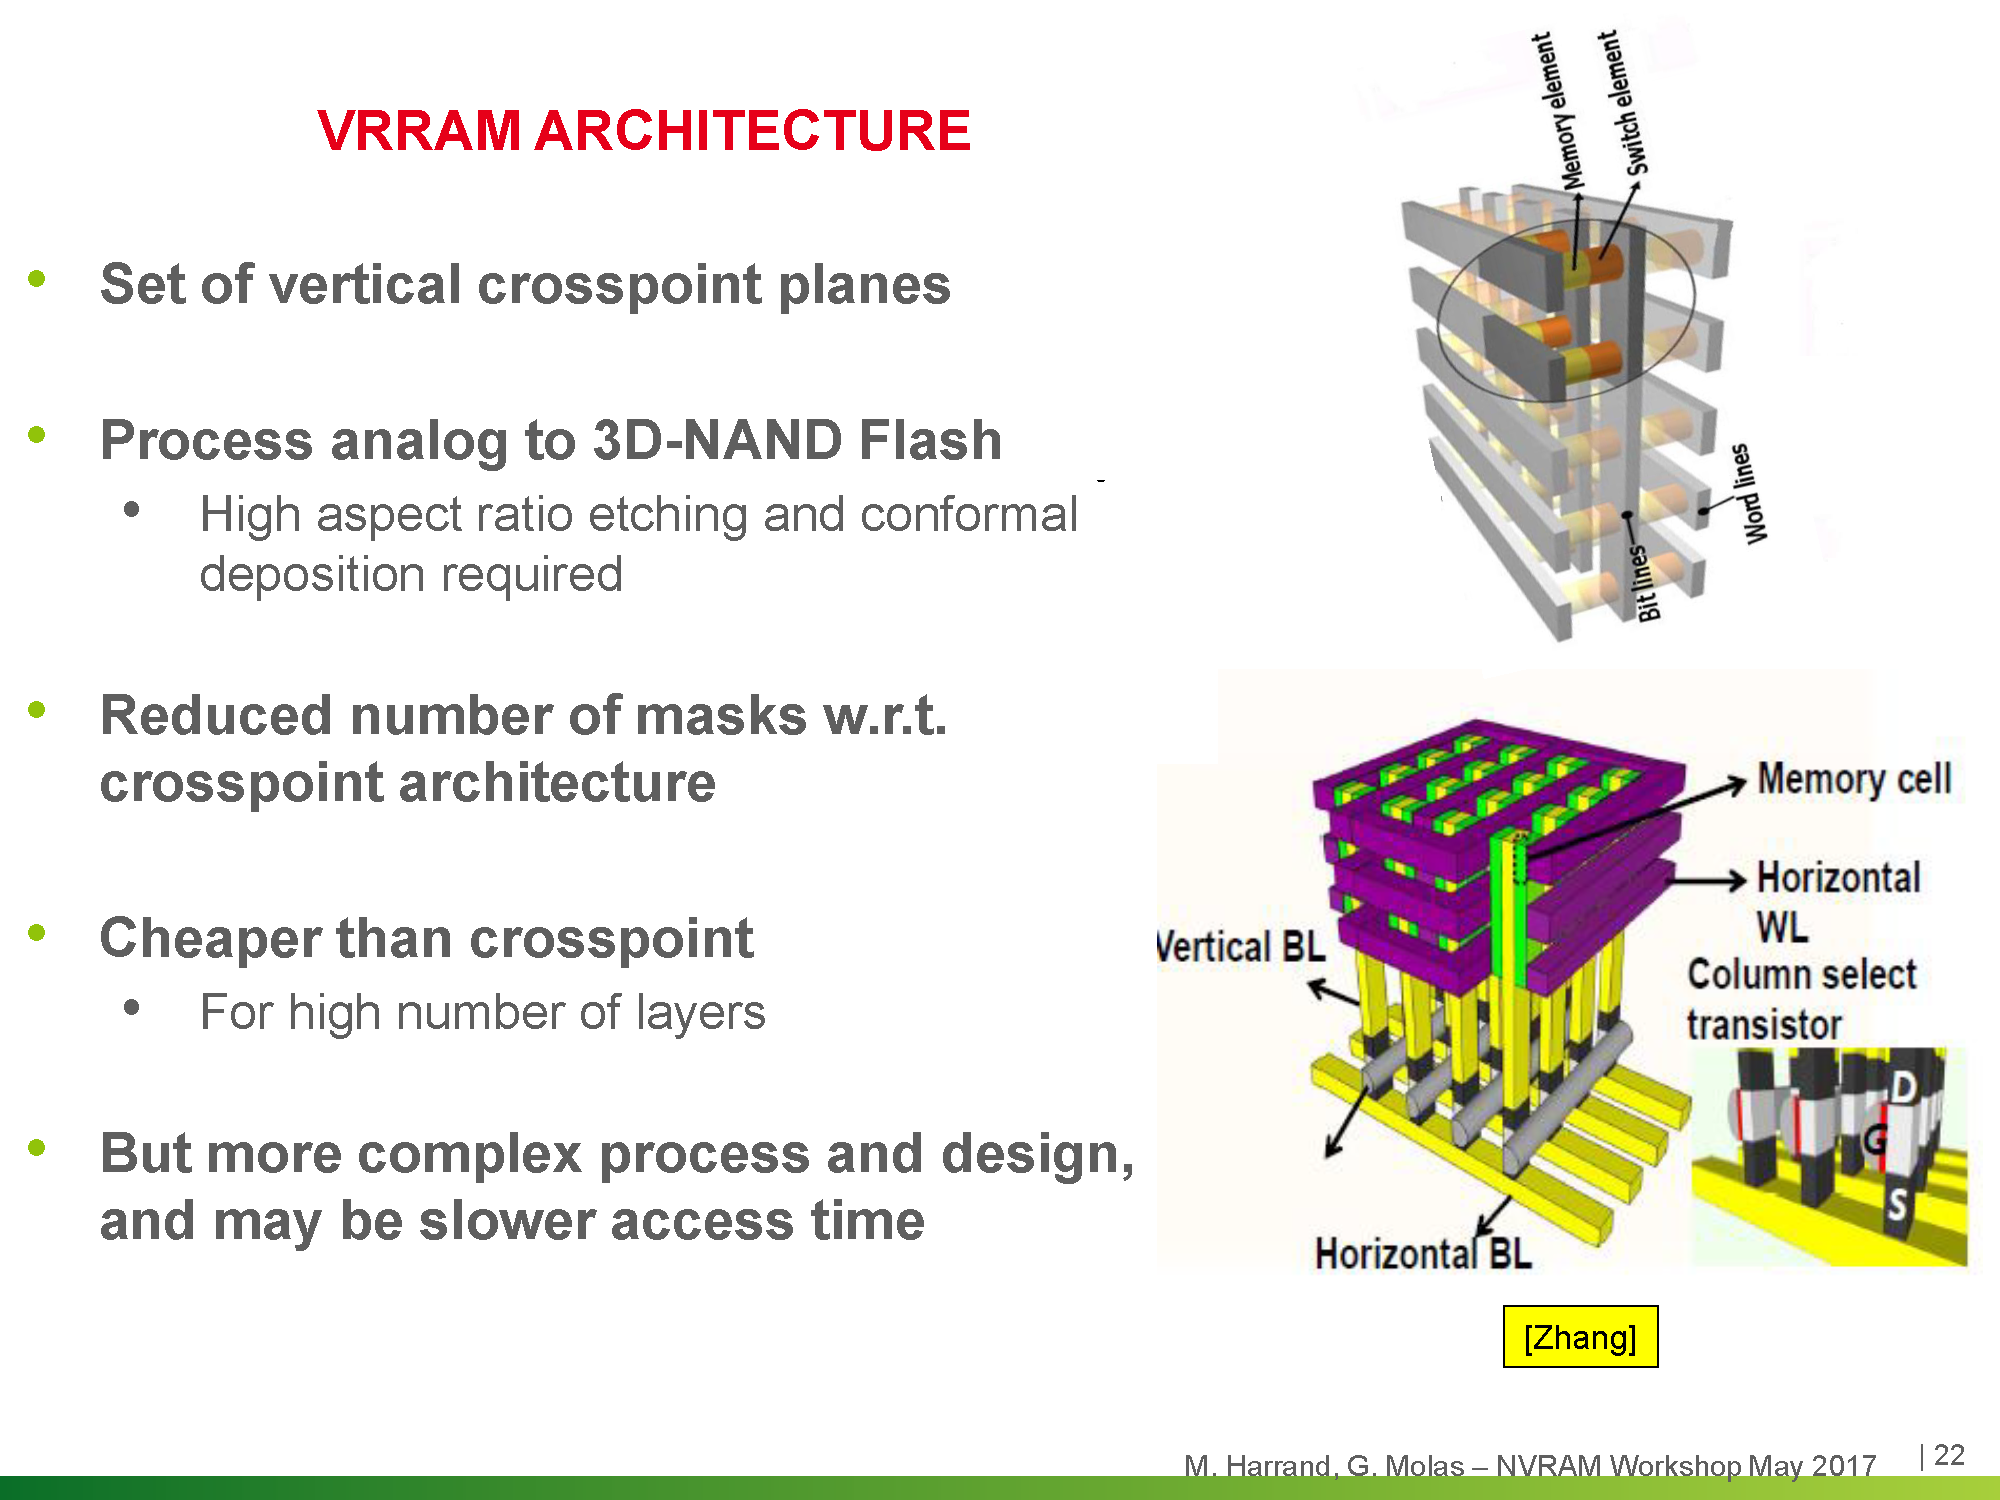 VRRAM ARCHITECTURE
• Set of vertical crosspoint planes
• Process analog to 3D-NAND Flash
• High aspect ratio etching and conformal
deposition required
• Reduced number of masks w.r.t.
crosspoint architecture
• Cheaper than crosspoint
• For high number of layers
• But more complex process and design,
and may be slower access time
Memory element
Switch element
Word lines
Bit lines
Memory cell
Horizontal
WL
Vertical BL
Column select
transistor
D
G
S
Horizontal BL
[Zhang]
M. Harrand, G. Molas – NVRAM Workshop May 2017
| 22